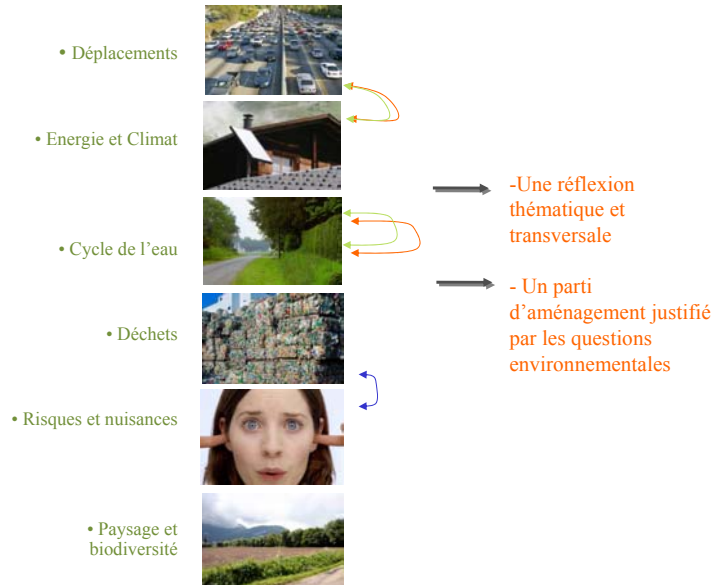 • Déplacements
• Energie et Climat
• Cycle de l'eau
• Déchets
• Risques et nuisances
• Paysage et
biodiversité
-Une réflexion
thématique et
transversale
- Un parti
d'aménagement justifié
par les questions
environnementales